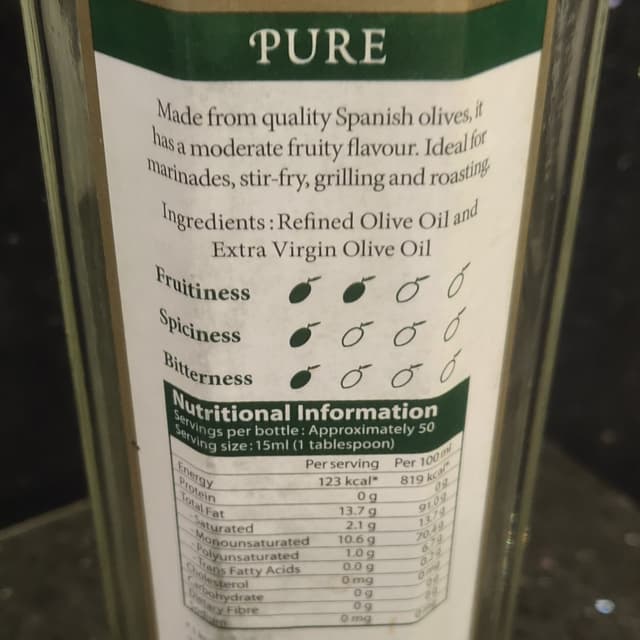 PURE
Made from quality Spanish olives, it
has a moderate fruity flavour. Ideal for
marinades, stir-fry, grilling and roasting.
Ingredients: Refined Olive Oil and
Extra Virgin Olive Oil
Fruitiness
Spiciness
Bitterness
Nutritional Information
Servings per bottle: Approximately 50
Serving size: 15ml (1 tablespoon)
Per serving Per 100ml
Energy 123 kcal* 819 kcal*
Protein 0 g 0g
Total Fat 13.7 g 91.0g
Saturated 2.1 g
Monounsaturated 10.6 g
Polyunsaturated 1.0 g
Trans Fatty Acids 0.0 g
Cholesterol 0 mg
Carbohydrate 0 g
Dietary Fibre 0 g
0 mg